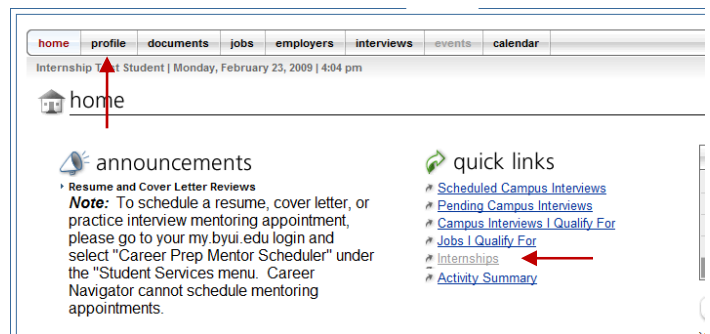 home profile documents jobs employers interviews events calendar
Internship Test Student | Monday, February 23, 2009 | 4:04 pm
home
announcements
Resume and Cover Letter Reviews
Note: To schedule a resume, cover letter, or
practice interview mentoring appointment,
please go to your my.byui.edu login and
select "Career Prep Mentor Scheduler" under
the "Student Services menu. Career
Navigator cannot schedule mentoring
appointments.
quick links
Scheduled Campus Interviews
Pending Campus Interviews
Campus Interviews I Qualify For
Jobs I Qualify For
Internships
Activity Summary